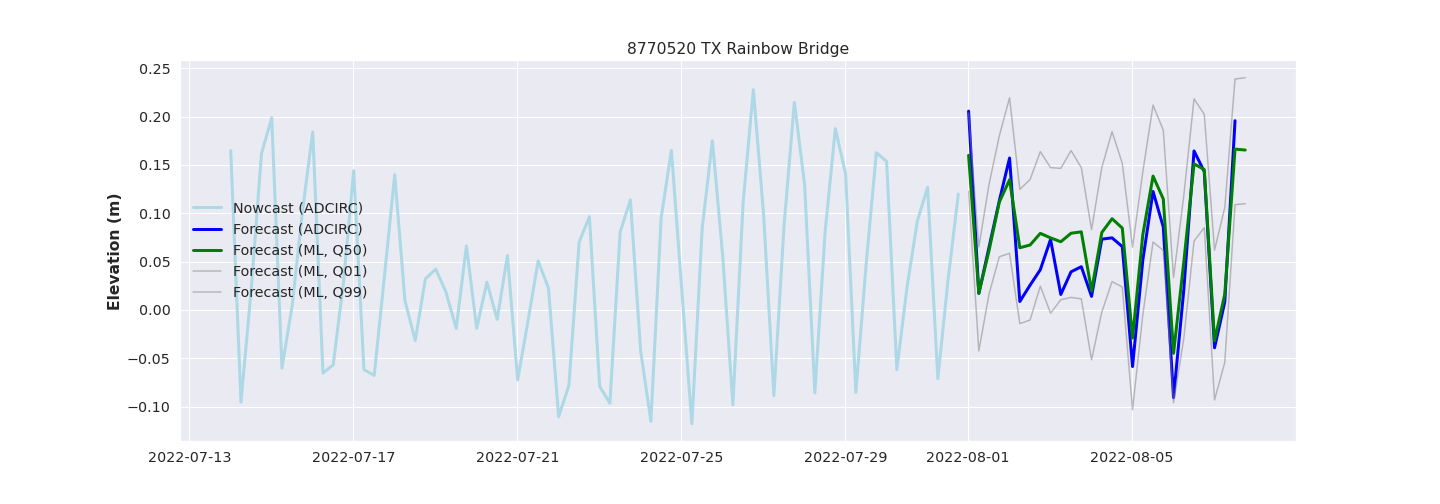 8770520 TX Rainbow Bridge
Elevation (m)
0.25
0.20
0.15
0.10
0.05
0.00
−0.05
−0.10
Nowcast (ADCIRC)
Forecast (ADCIRC)
Forecast (ML, Q50)
Forecast (ML, Q01)
Forecast (ML, Q99)
2022-07-13 2022-07-17 2022-07-21 2022-07-25 2022-07-29 2022-08-01 2022-08-05